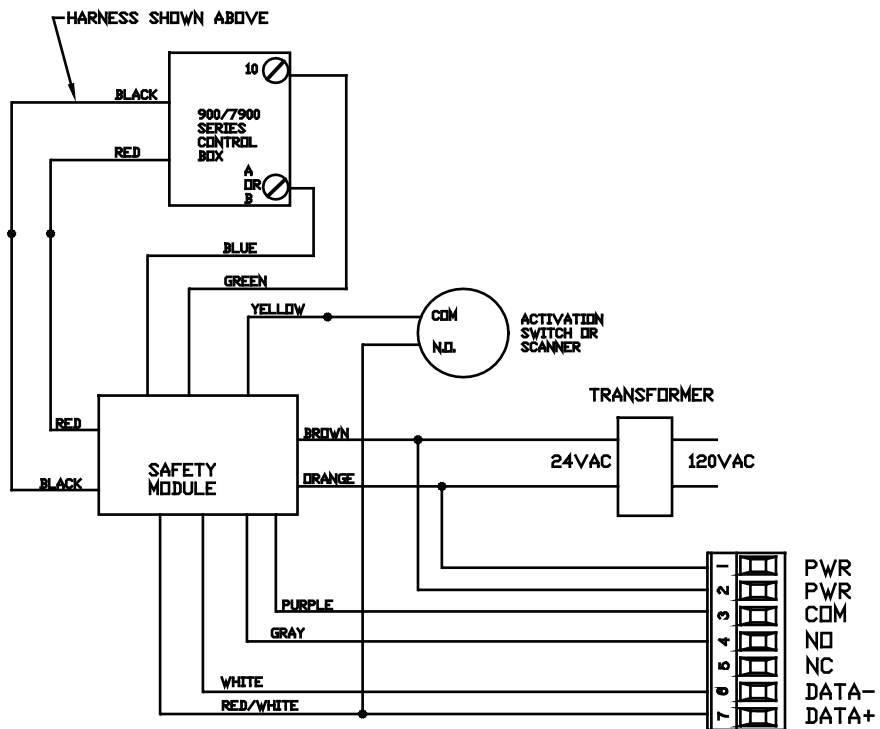 HARNESS SHOWN ABOVE
10
BLACK
900/7900
SERIES
CONTROL
BOX
RED
A
OR
B
BLUE
GREEN
YELLOW
COM
N.O.
ACTIVATION
SWITCH OR
SCANNER
TRANSFORMER
RED
BROWN
24VAC
120VAC
SAFETY
MODULE
BLACK
ORANGE
1 PWR
2 PWR
PURPLE
3 COM
GRAY
4 NO
5 NC
WHITE
6 DATA-
RED/WHITE
7 DATA+